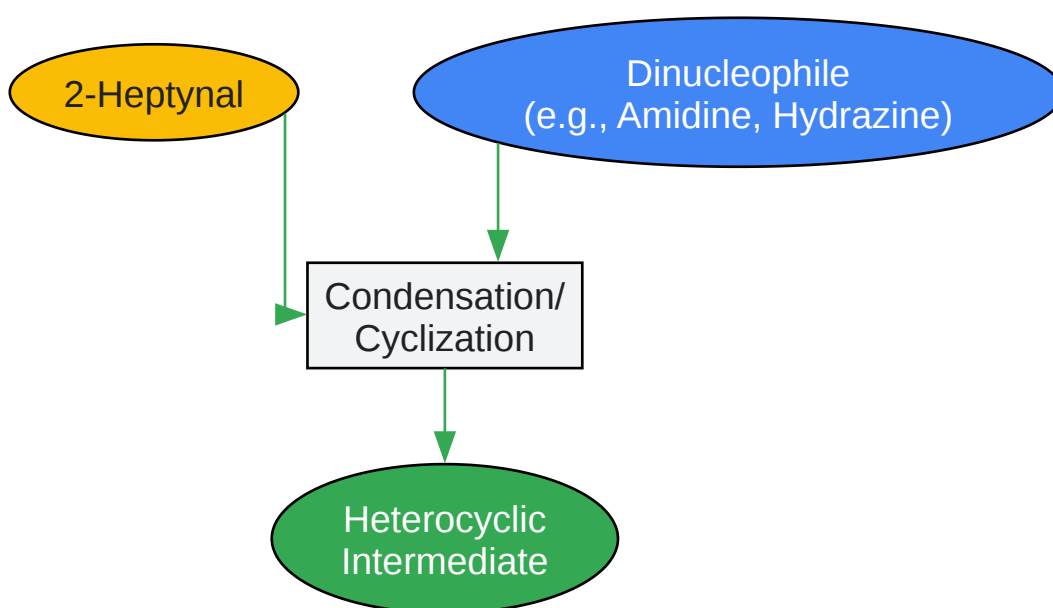 2-Heptynal
Dinucleophile
(e.g., Amidine, Hydrazine)
Condensation/
Cyclization
Heterocyclic
Intermediate